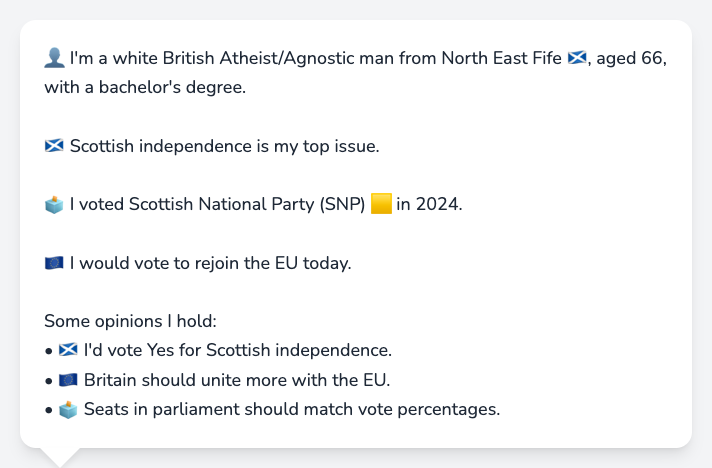 👤 I'm a white British Atheist/Agnostic man from North East Fife 🏴󠁧󠁢󠁳󠁣󠁴󠁿, aged 66,
with a bachelor's degree.
🏴󠁧󠁢󠁳󠁣󠁴󠁿 Scottish independence is my top issue.
🗳️ I voted Scottish National Party (SNP) 🟨 in 2024.
🇪🇺 I would vote to rejoin the EU today.
Some opinions I hold:
• 🏴󠁧󠁢󠁳󠁣󠁴󠁿 I'd vote Yes for Scottish independence.
• 🇪🇺 Britain should unite more with the EU.
• 🗳️ Seats in parliament should match vote percentages.